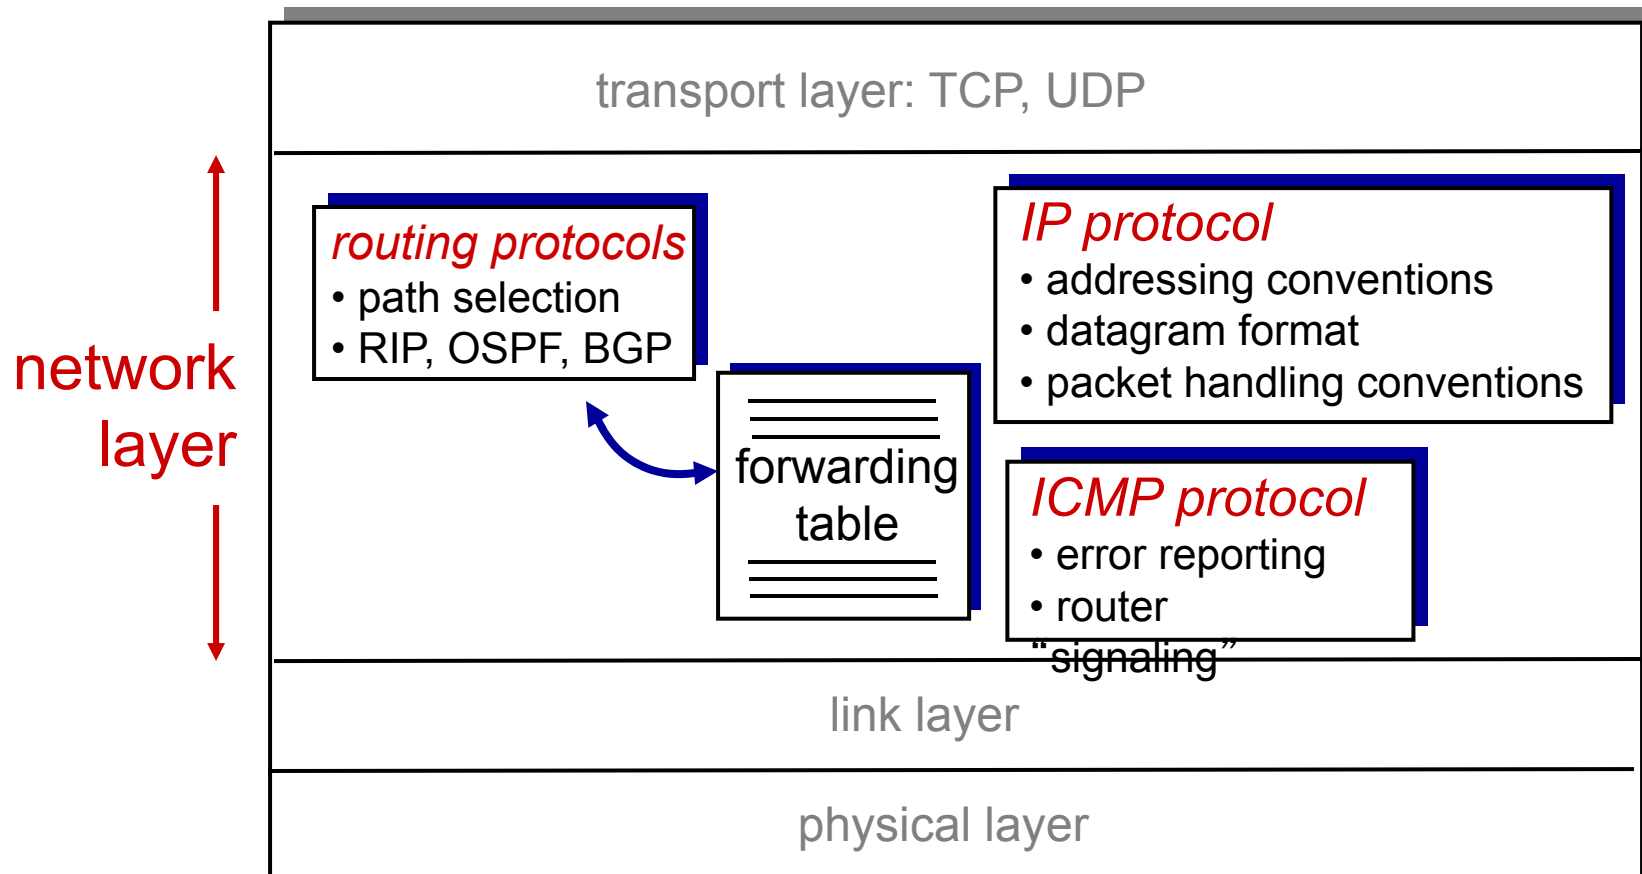 transport layer: TCP, UDP
network
layer
routing protocols
• path selection
• RIP, OSPF, BGP
forwarding
table
IP protocol
• addressing conventions
• datagram format
• packet handling conventions
ICMP protocol
• error reporting
• router
“signaling”
link layer
physical layer